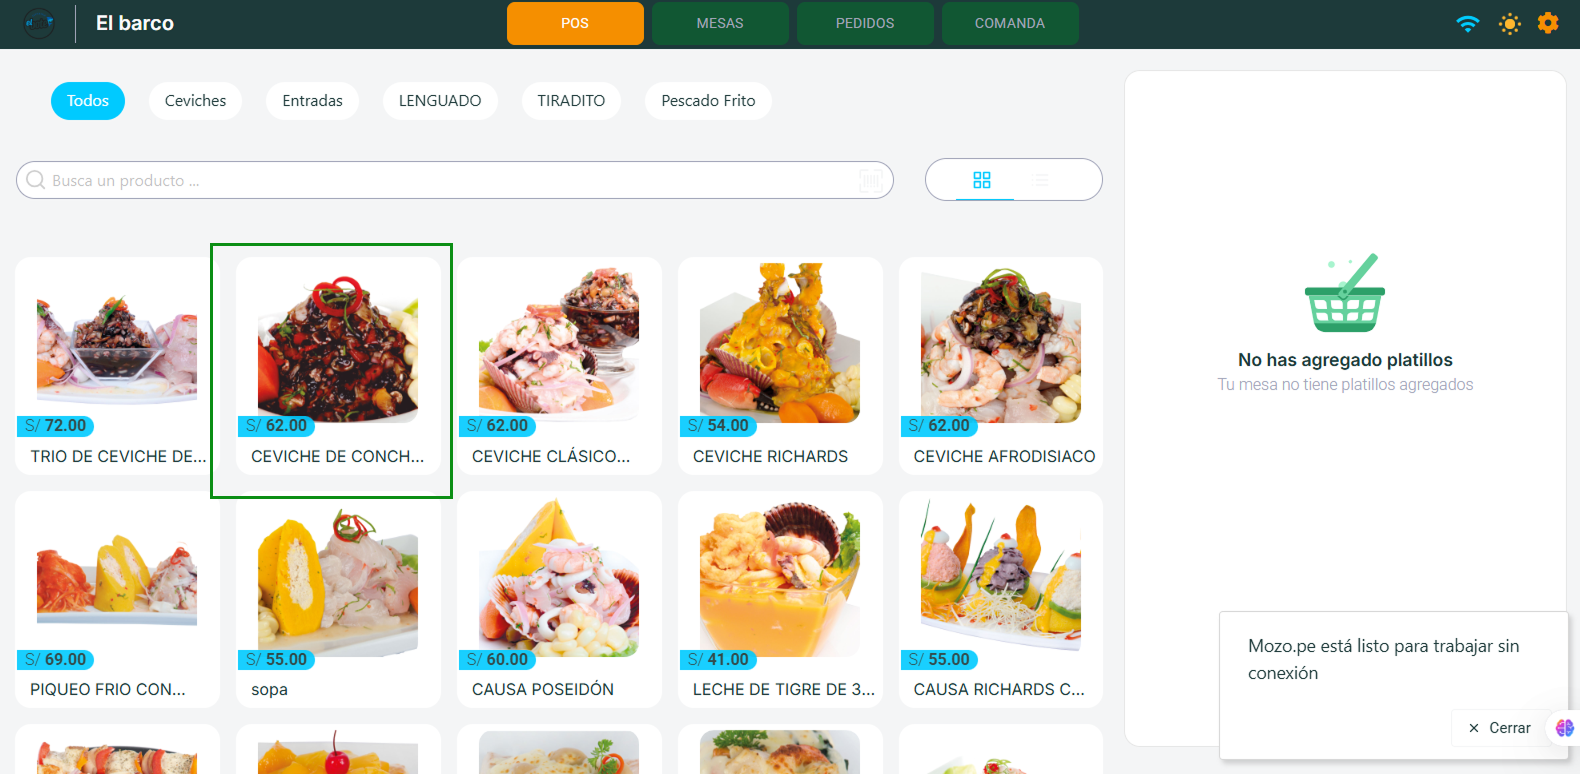 El barco
POS
MESAS
PEDIDOS
COMANDA
Todos
Ceviches
Entradas
LENGUADO
TIRADITO
Pescado Frito
Busca un producto ...
S/ 72.00
TRIO DE CEVICHE DE...
S/ 62.00
CEVICHE DE CONCH...
S/ 62.00
CEVICHE CLÁSICO...
S/ 54.00
CEVICHE RICHARDS
S/ 62.00
CEVICHE AFRODISIACO
S/ 69.00
PIQUEO FRIO CON...
S/ 55.00
sopa
S/ 60.00
CAUSA POSEIDÓN
S/ 41.00
LECHE DE TIGRE DE 3...
S/ 55.00
CAUSA RICHARDS C...
No has agregado platillos
Tu mesa no tiene platillos agregados
Mozo.pe está listo para trabajar sin
conexión
Cerrar